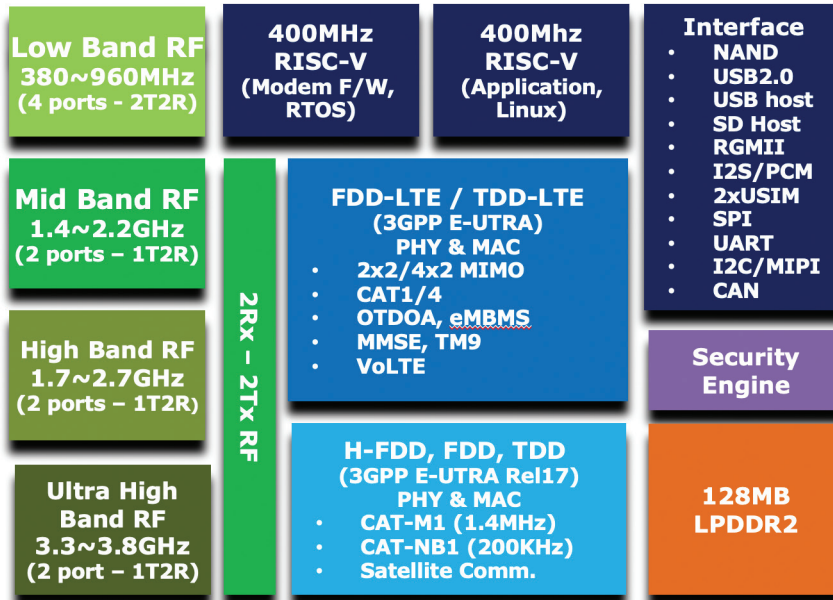 Low Band RF
380~960MHz
(4 ports - 2T2R)
400MHz
RISC-V
(Modem F/W,
RTOS)
400Mhz
RISC-V
(Application,
Linux)
Interface
• NAND
• USB2.0
• USB host
• SD Host
• RGMII
• I2S/PCM
• 2xUSIM
• SPI
• UART
• I2C/MIPI
• CAN
Mid Band RF
1.4~2.2GHz
(2 ports – 1T2R)
High Band RF
1.7~2.7GHz
(2 ports – 1T2R)
Ultra High
Band RF
3.3~3.8GHz
(2 port – 1T2R)
2Rx – 2Tx RF
FDD-LTE / TDD-LTE
(3GPP E-UTRA)
PHY & MAC
• 2x2/4x2 MIMO
• CAT1/4
• OTDOA, eMBMS
• MMSE, TM9
• VoLTE
H-FDD, FDD, TDD
(3GPP E-UTRA Rel17)
PHY & MAC
• CAT-M1 (1.4MHz)
• CAT-NB1 (200KHz)
• Satellite Comm.
Security
Engine
128MB
LPDDR2